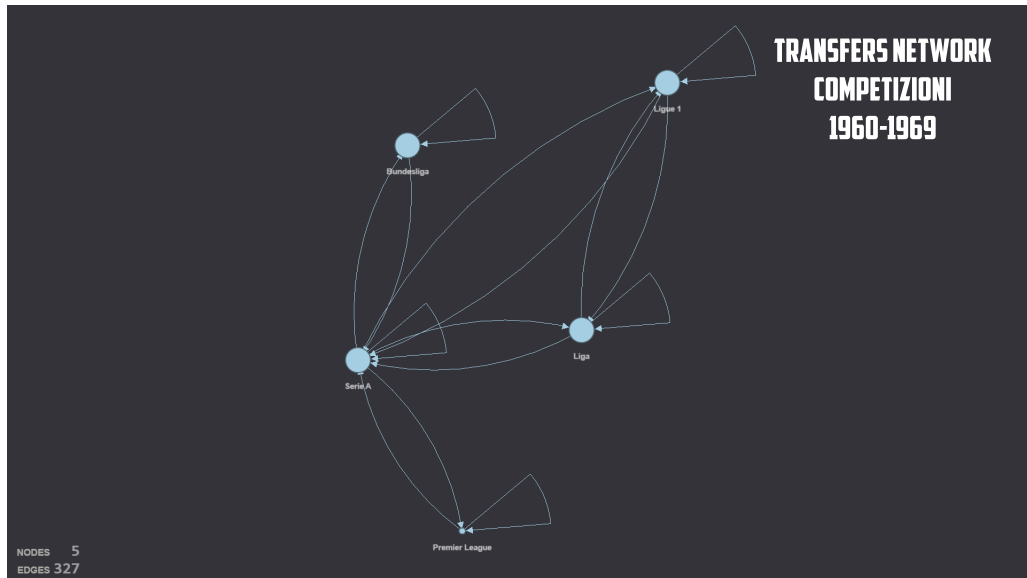 TRANSFERS NETWORK
COMPETIZIONI
1960-1969
Ligue 1
Bundesliga
Liga
Serie A
Premier League
NODES 5
EDGES 327